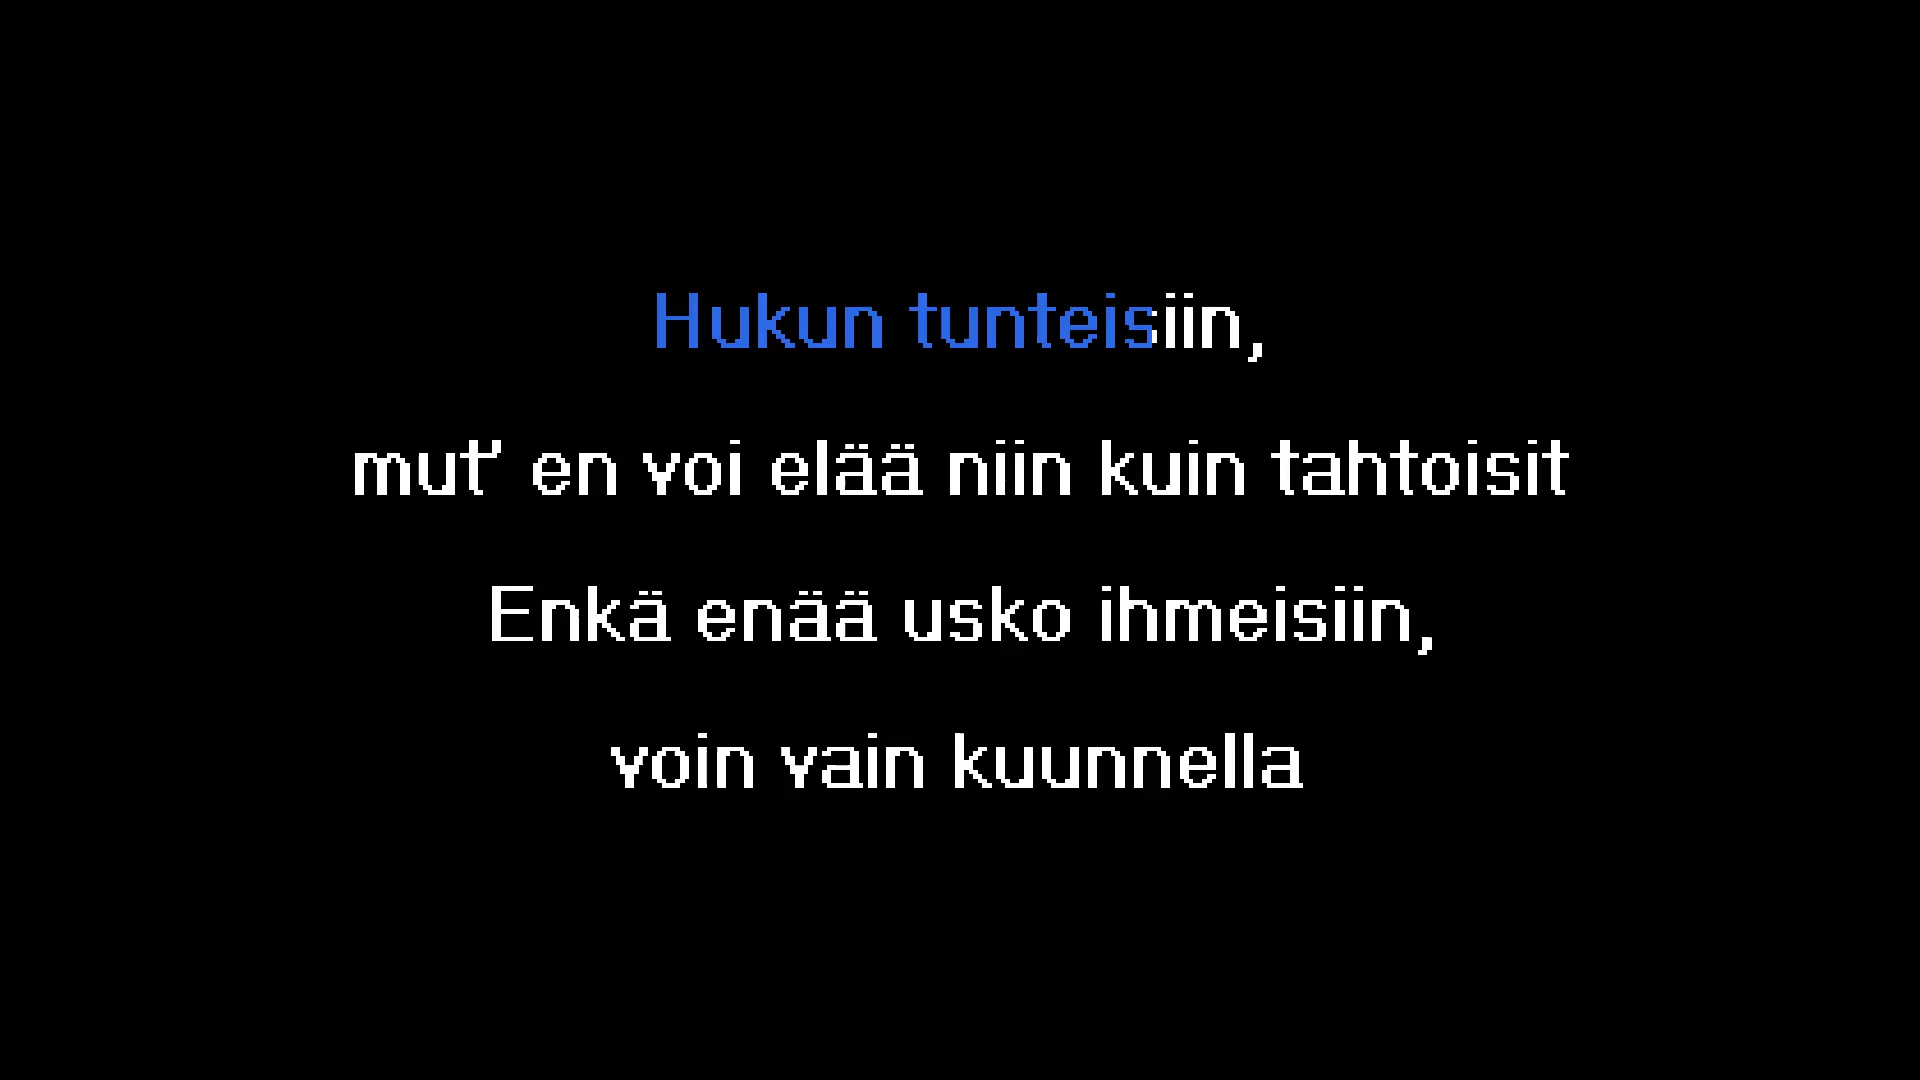 Hukun tunteisiin,
mut' en voi elää niin kuin tahtoisit
Enkä enää usko ihmeisiin,
voin vain kuunnella